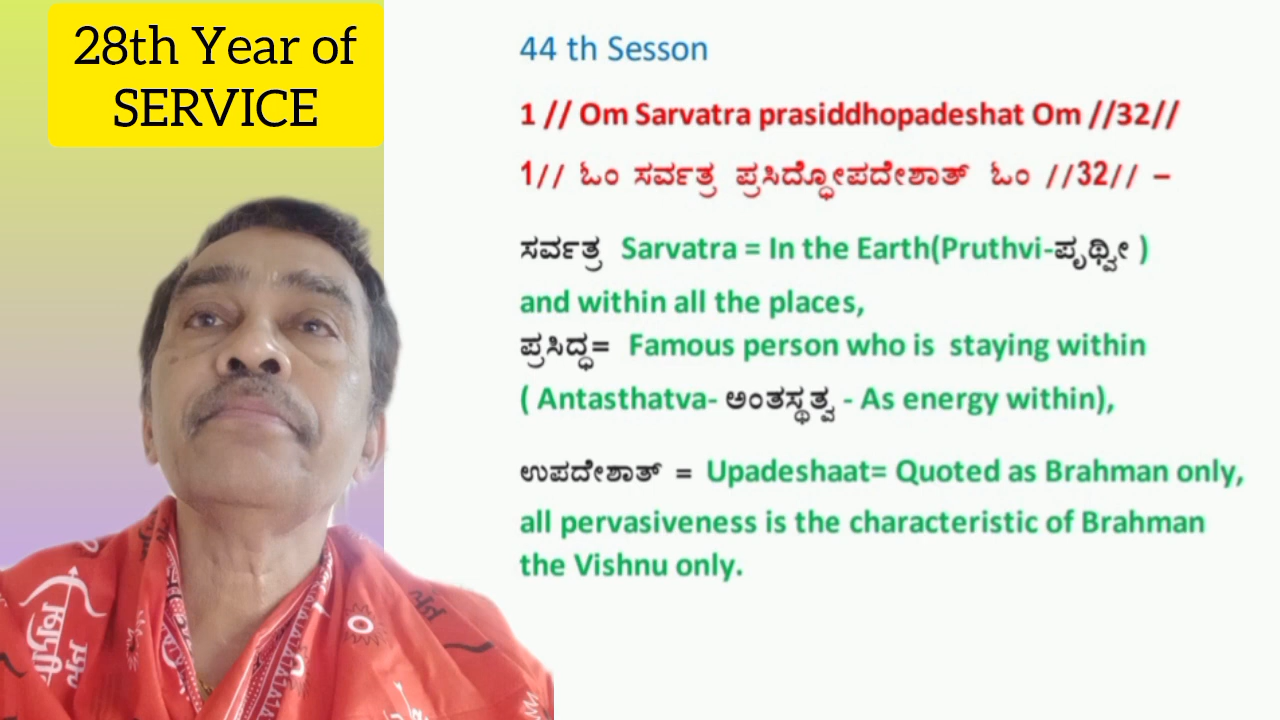 28th Year of
SERVICE
44 th Sesson
1 // Om Sarvatra prasiddhopadeshat Om //32//
1// ಓಂ ಸರ್ವತ್ರ ಪ್ರಸಿದ್ಧೋಪದೇಶಾತ್ ಓಂ //32// –
ಸರ್ವತ್ರ Sarvatra = In the Earth(Pruthvi-ಪೃಥ್ವೀ )
and within all the places,
ಪ್ರಸಿದ್ಧ= Famous person who is staying within
( Antasthatva- ಅಂತಸ್ಥತ್ವ - As energy within),
ಉಪದೇಶಾತ್ = Upadeshaat= Quoted as Brahman only,
all pervasiveness is the characteristic of Brahman
the Vishnu only.